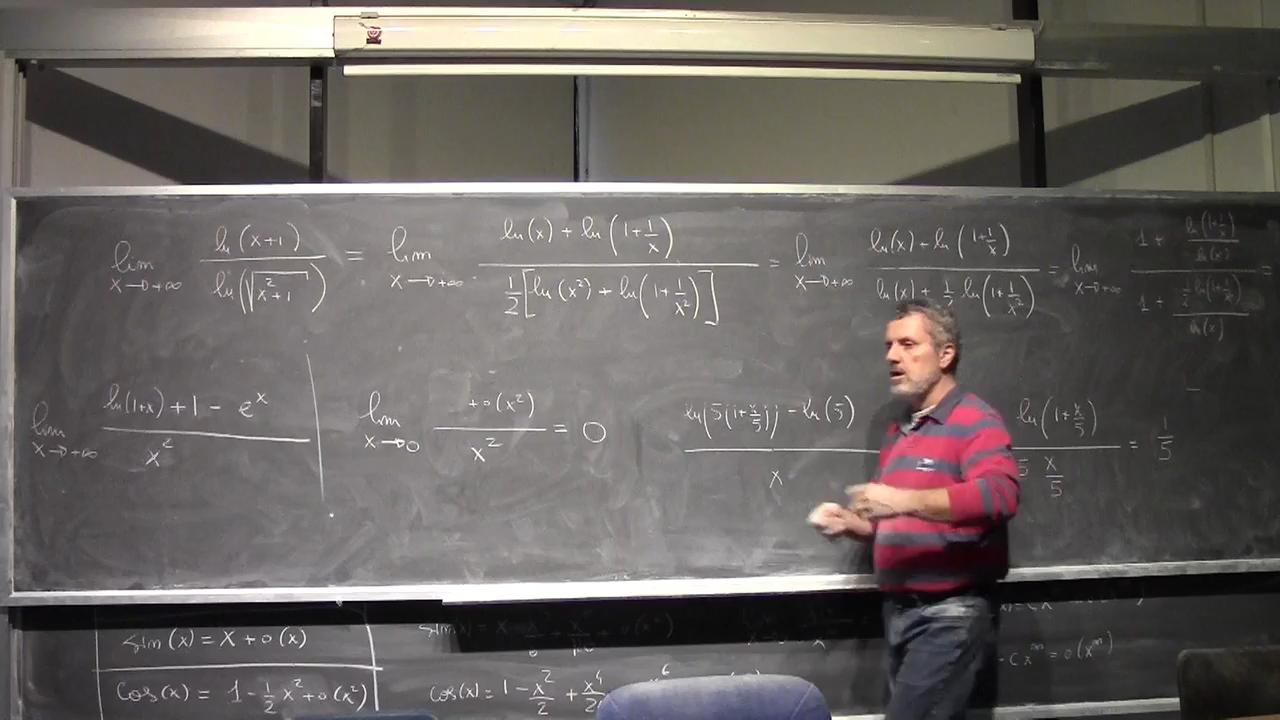 lim x→+∞ ln(x+1) / ln(√(x²+1)) = lim x→+∞ (ln(x) + ln(1+1/x)) / (1/2[ln(x²) + ln(1+1/x²)]) = lim x→+∞ (ln(x) + ln(1+1/x)) / (ln(x) + 1/2 ln(1+1/x²)) = lim x→+∞ (1 + ln(1+1/x)/ln(x)) / (1 + 1/2 ln(1+1/x²)/ln(x)) =
lim x→+∞ (ln(1+x) + 1 - e^x) / x²
lim x→0 +o(x²) / x² = 0
(ln(5(1+x/5)) - ln(5)) / x
ln(1+x/5) / (5 x/5) = 1/5
sin(x) = x + o(x)
cos(x) = 1 - 1/2 x² + o(x²)
cos(x) = 1 - x²/2 + x⁴/
- cx^m = o(x^m)